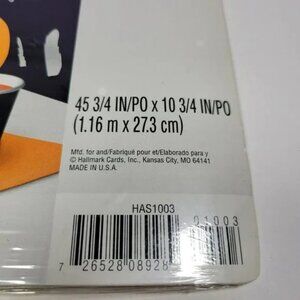 45 3/4 IN/PO x 10 3/4 IN/PO
(1.16 m x 27.3 cm)
Mfd. for and/Fabriqué pour et/Elaborado para y
© Hallmark Cards, Inc., Kansas City, MO 64141
MADE IN U.S.A.
HAS1003
01003
7 26528 08928